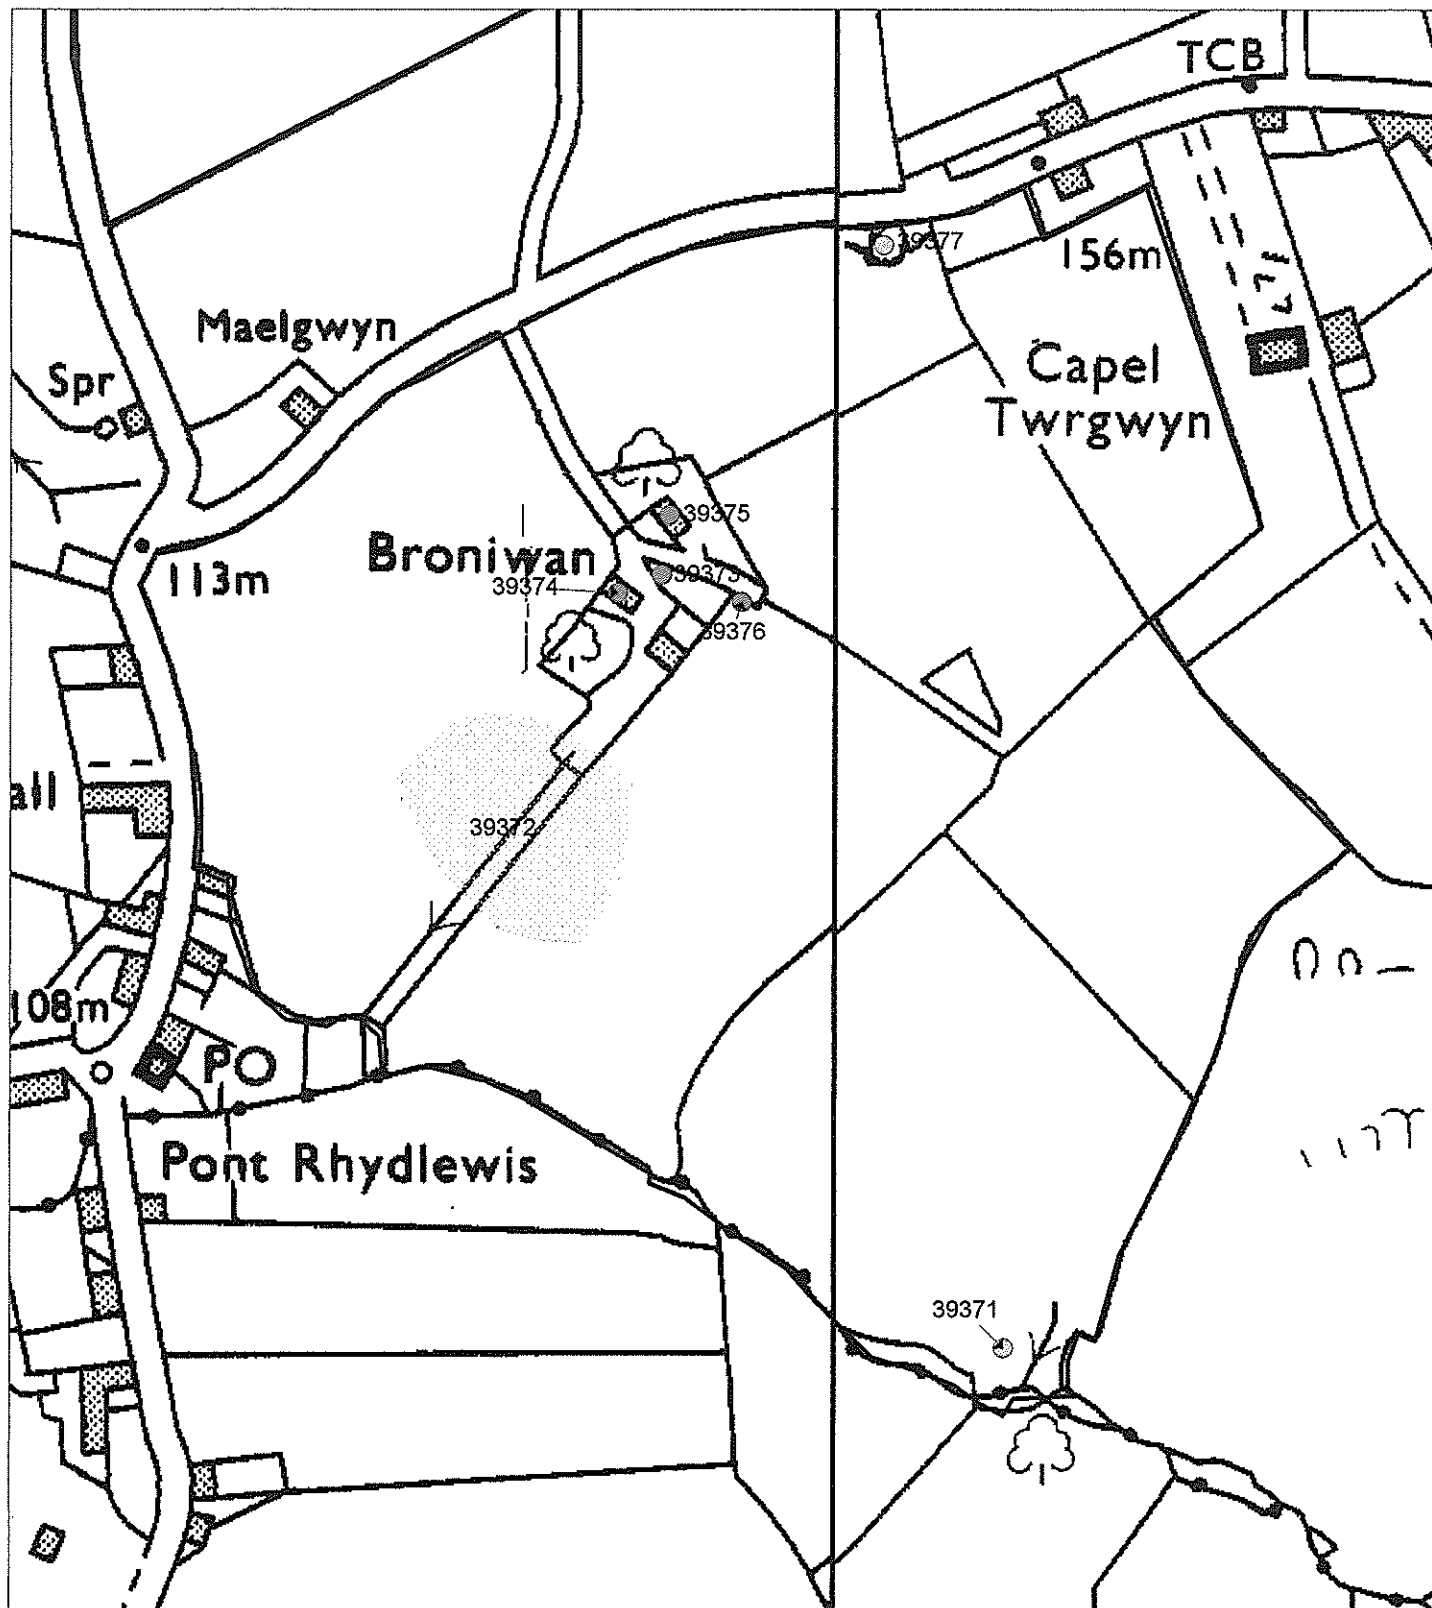 TCB
39377
156m
Maelgwyn
Spr
Capel
Twrgwyn
39375
Broniwan
39373
39374
113m
39376
all
39372
108m
PO
Pont Rhydlewis
39371